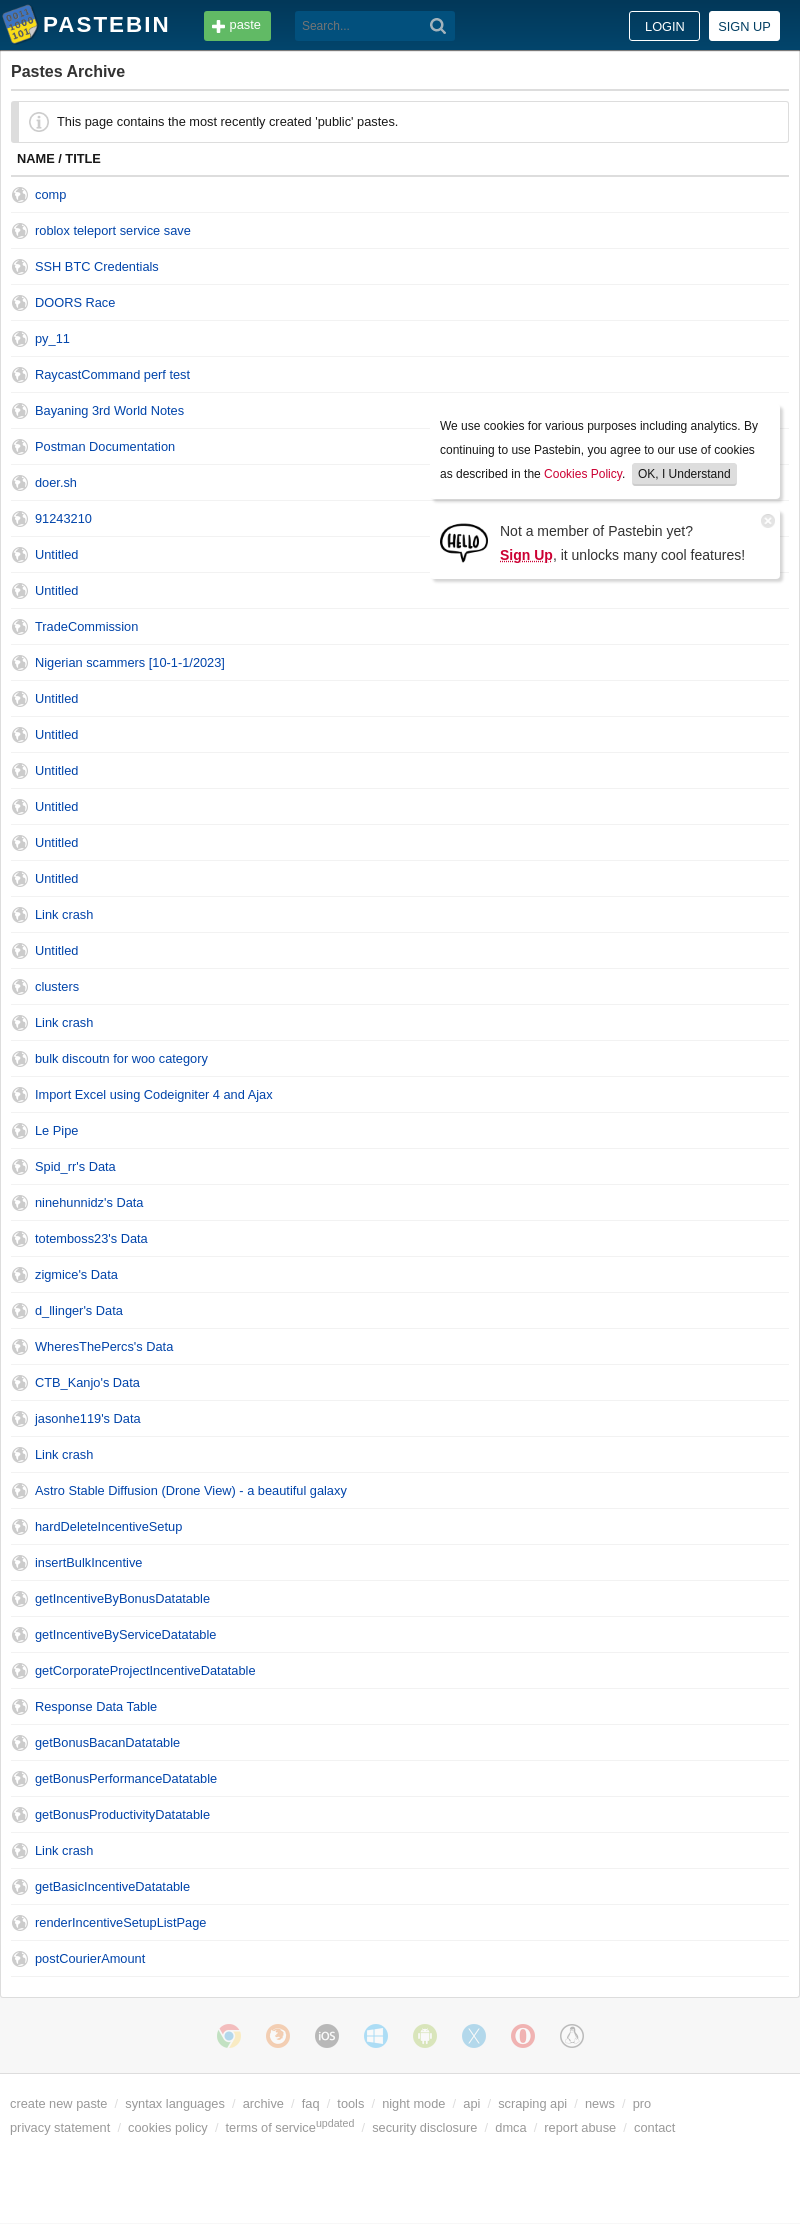 PASTEBIN
paste
Search...
LOGIN
SIGN UP
Pastes Archive
This page contains the most recently created 'public' pastes.
NAME / TITLE
comp
roblox teleport service save
SSH BTC Credentials
DOORS Race
py_11
RaycastCommand perf test
Bayaning 3rd World Notes
Postman Documentation
doer.sh
91243210
Untitled
Untitled
We use cookies for various purposes including analytics. By
continuing to use Pastebin, you agree to our use of cookies
as described in the Cookies Policy. OK, I Understand
HELLO
Not a member of Pastebin yet?
Sign Up, it unlocks many cool features!
TradeCommission
Nigerian scammers [10-1-1/2023]
Untitled
Untitled
Untitled
Untitled
Untitled
Untitled
Link crash
Untitled
clusters
Link crash
bulk discoutn for woo category
Import Excel using Codeigniter 4 and Ajax
Le Pipe
Spid_rr's Data
ninehunnidz's Data
totemboss23's Data
zigmice's Data
d_llinger's Data
WheresThePercs's Data
CTB_Kanjo's Data
jasonhe119's Data
Link crash
Astro Stable Diffusion (Drone View) - a beautiful galaxy
hardDeleteIncentiveSetup
insertBulkIncentive
getIncentiveByBonusDatatable
getIncentiveByServiceDatatable
getCorporateProjectIncentiveDatatable
Response Data Table
getBonusBacanDatatable
getBonusPerformanceDatatable
getBonusProductivityDatatable
Link crash
getBasicIncentiveDatatable
renderIncentiveSetupListPage
postCourierAmount
iOS
create new paste / syntax languages / archive / faq / tools / night mode / api / scraping api / news / pro
privacy statement / cookies policy / terms of service updated / security disclosure / dmca / report abuse / contact